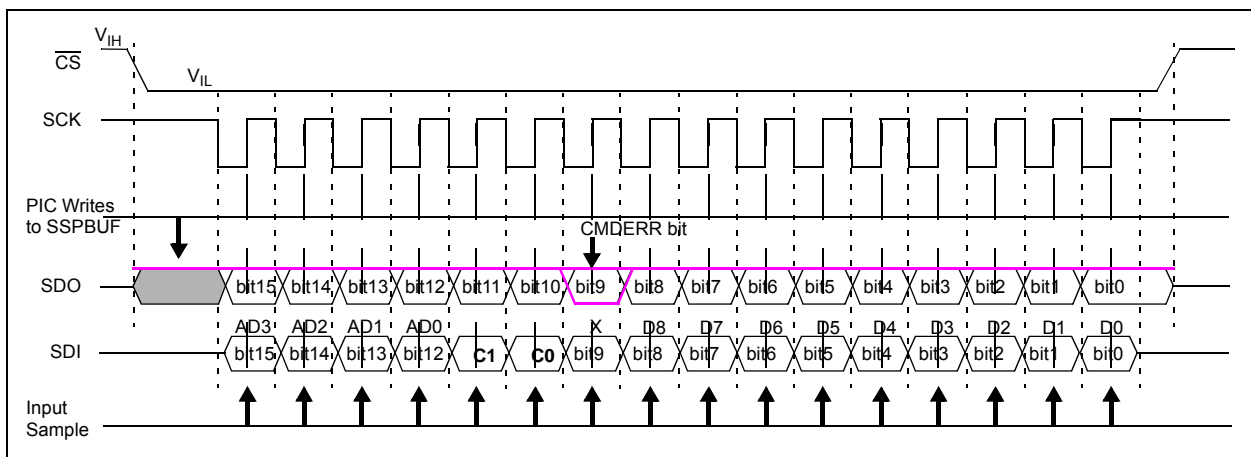 VIH
CS
VIL
SCK
PIC Writes
to SSPBUF
CMDERR bit
SDO bit15 bit14 bit13 bit12 bit11 bit10 bit9 bit8 bit7 bit6 bit5 bit4 bit3 bit2 bit1 bit0
AD3 AD2 AD1 AD0 X D8 D7 D6 D5 D4 D3 D2 D1 D0
SDI bit15 bit14 bit13 bit12 C1 C0 bit9 bit8 bit7 bit6 bit5 bit4 bit3 bit2 bit1 bit0
Input
Sample